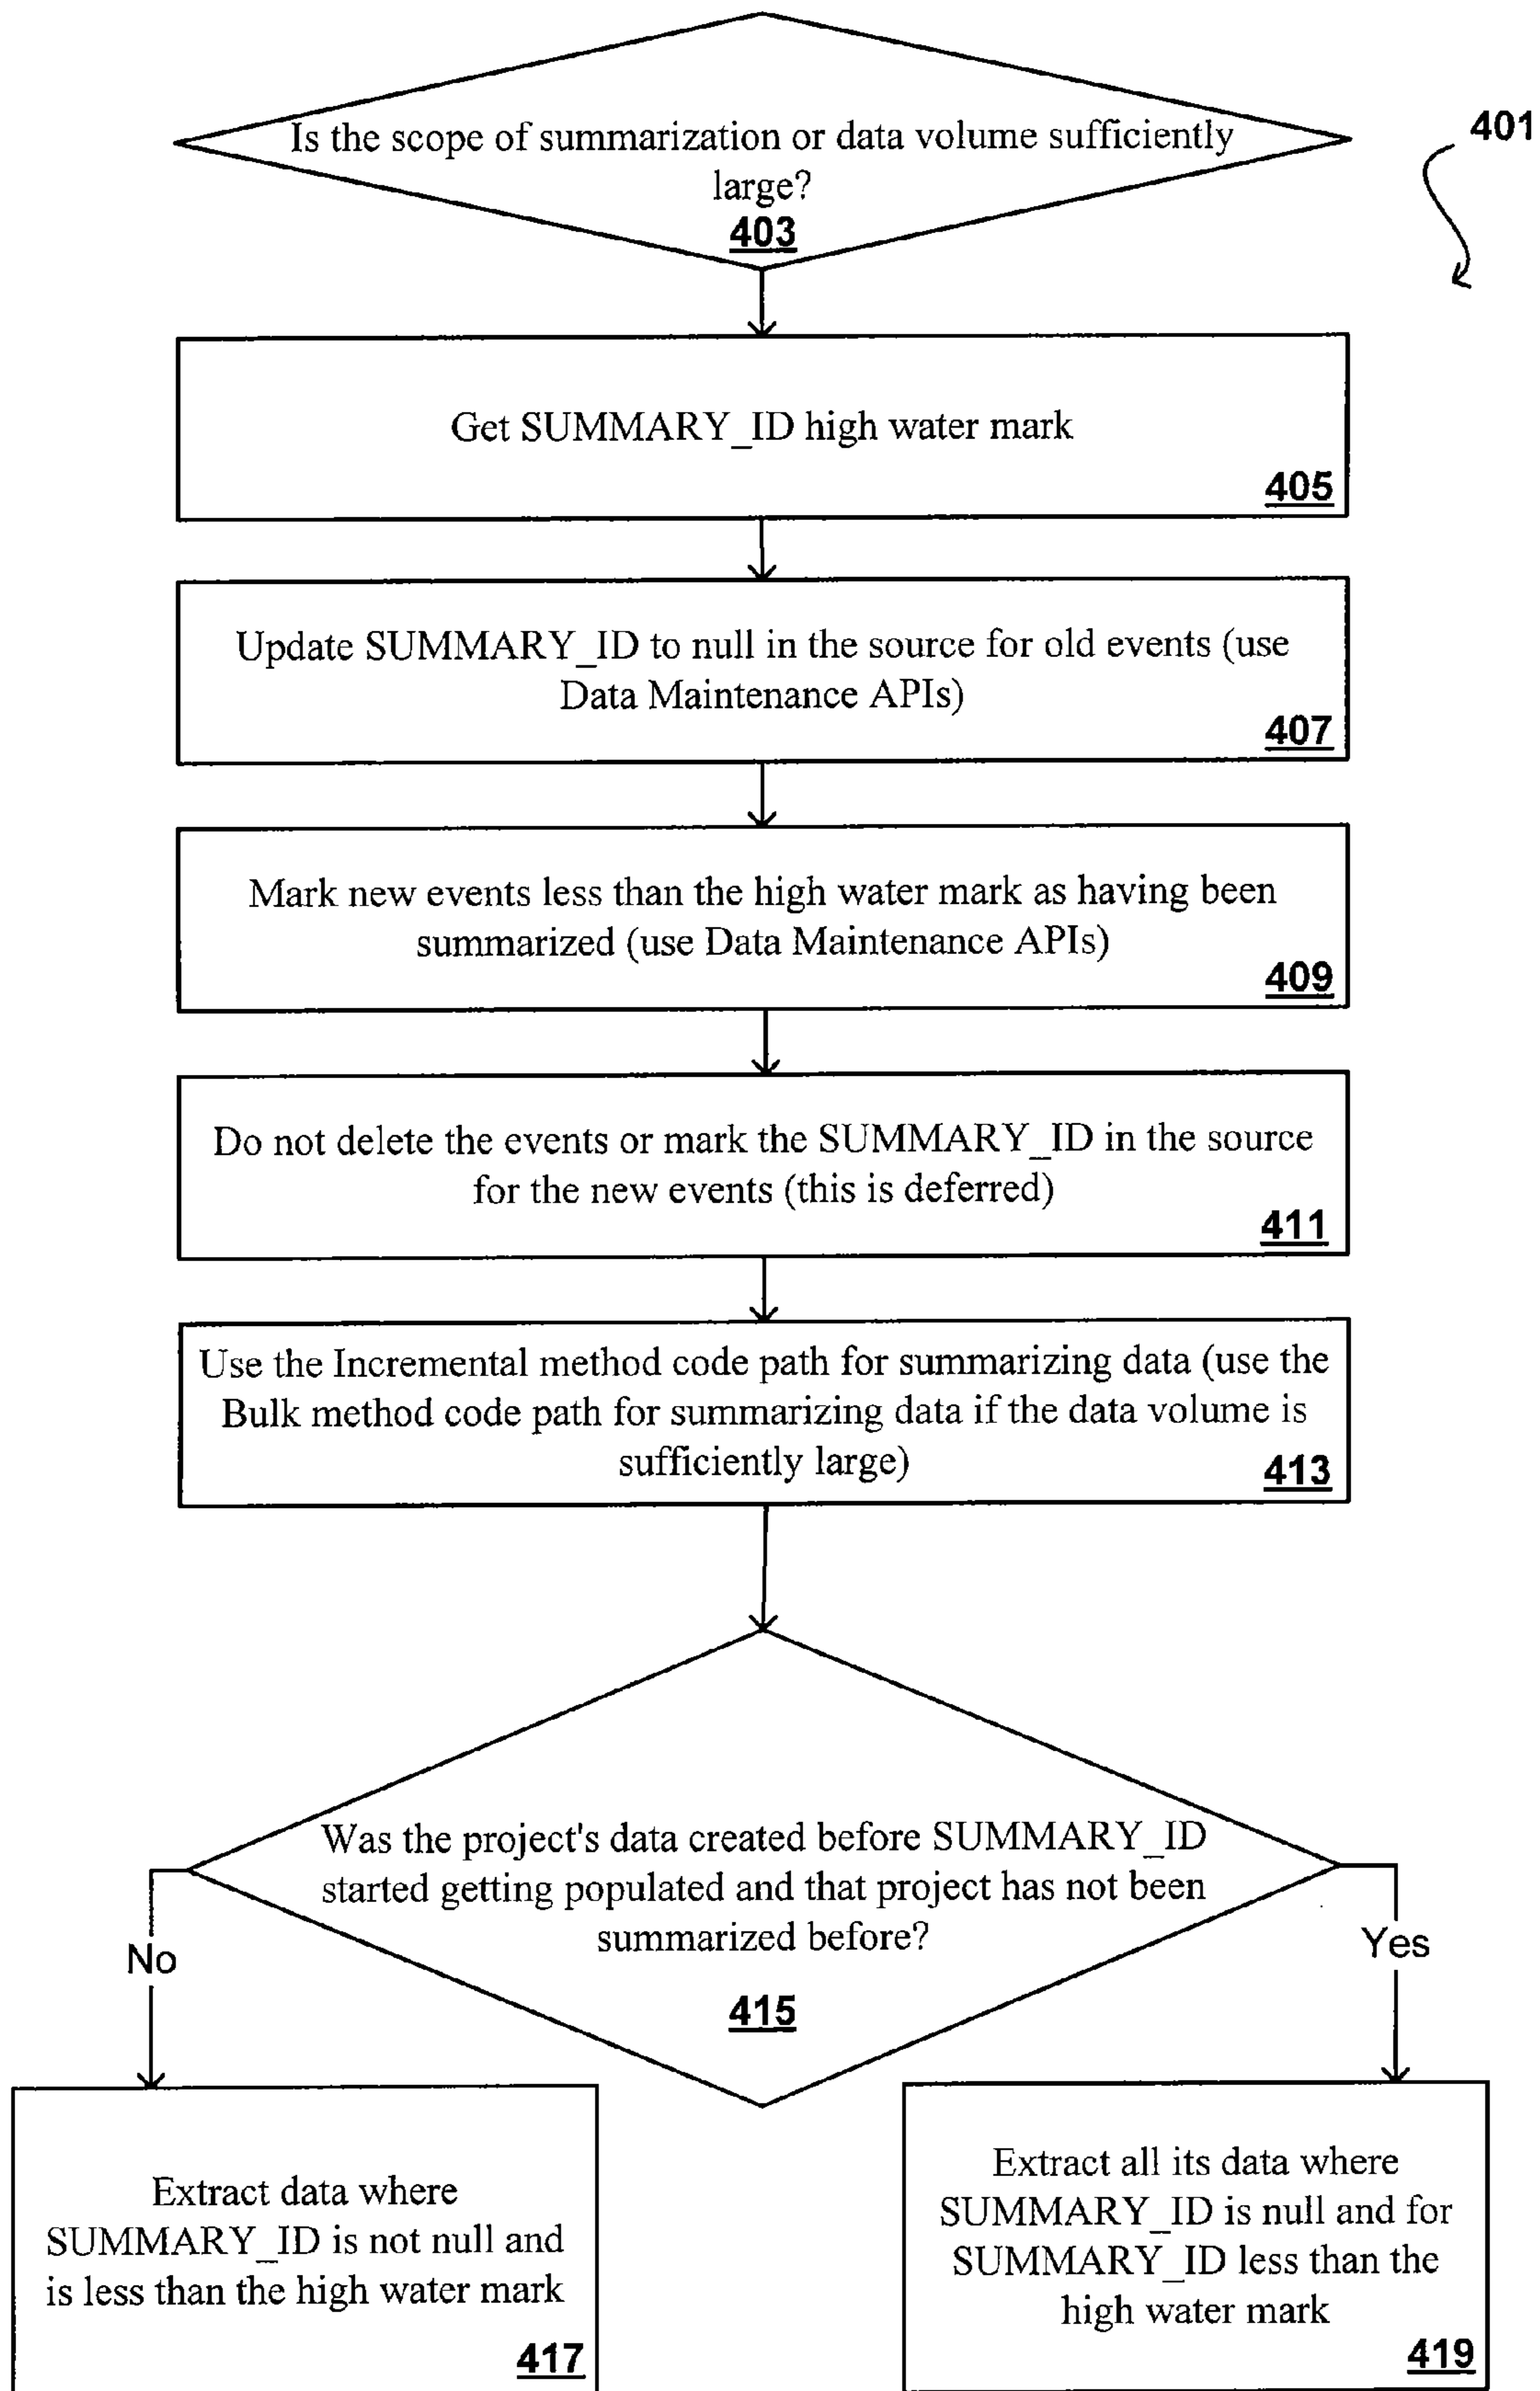 Is the scope of summarization or data volume sufficiently
large?
403
401
Get SUMMARY_ID high water mark
405
Update SUMMARY_ID to null in the source for old events (use
Data Maintenance APIs)
407
Mark new events less than the high water mark as having been
summarized (use Data Maintenance APIs)
409
Do not delete the events or mark the SUMMARY_ID in the source
for the new events (this is deferred)
411
Use the Incremental method code path for summarizing data (use the
Bulk method code path for summarizing data if the data volume is
sufficiently large)
413
Was the project's data created before SUMMARY_ID
started getting populated and that project has not been
summarized before?
415
No
Yes
Extract data where
SUMMARY_ID is not null and
is less than the high water mark
417
Extract all its data where
SUMMARY_ID is null and for
SUMMARY_ID less than the
high water mark
419